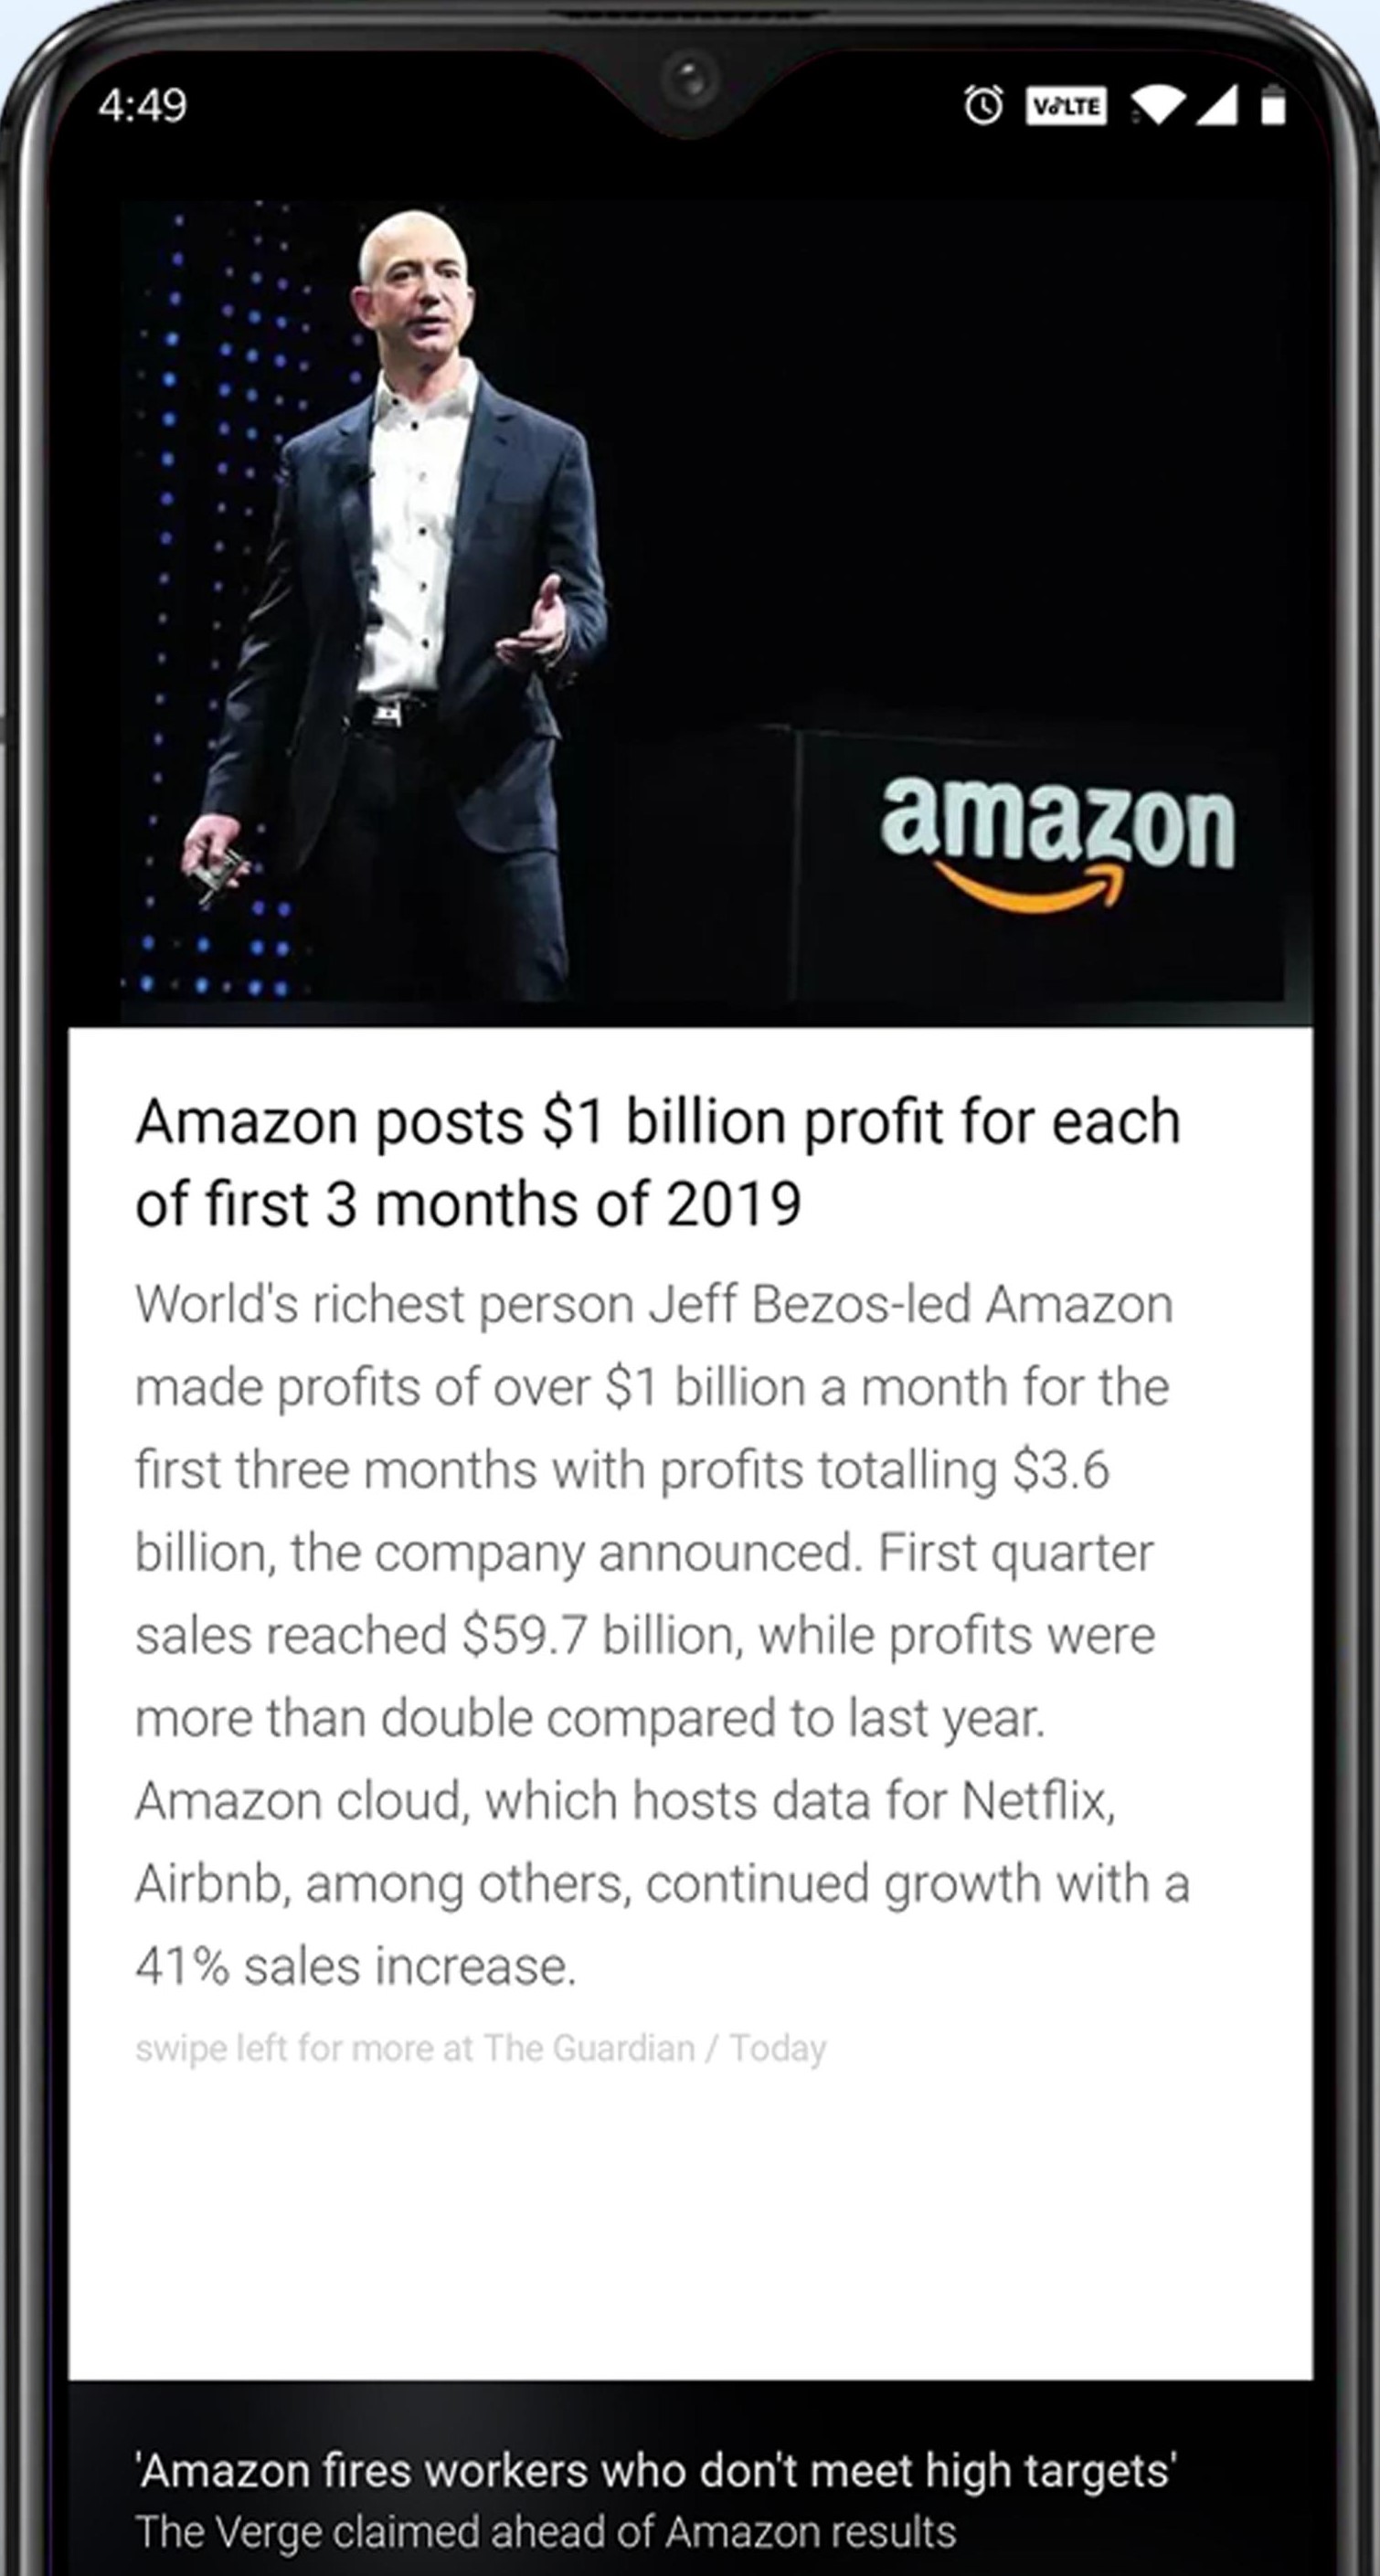 4:49
VoLTE
amazon
Amazon posts $1 billion profit for each
of first 3 months of 2019
World's richest person Jeff Bezos-led Amazon
made profits of over $1 billion a month for the
first three months with profits totalling $3.6
billion, the company announced. First quarter
sales reached $59.7 billion, while profits were
more than double compared to last year.
Amazon cloud, which hosts data for Netflix,
Airbnb, among others, continued growth with a
41% sales increase.
swipe left for more at The Guardian / Today
'Amazon fires workers who don't meet high targets'
The Verge claimed ahead of Amazon results